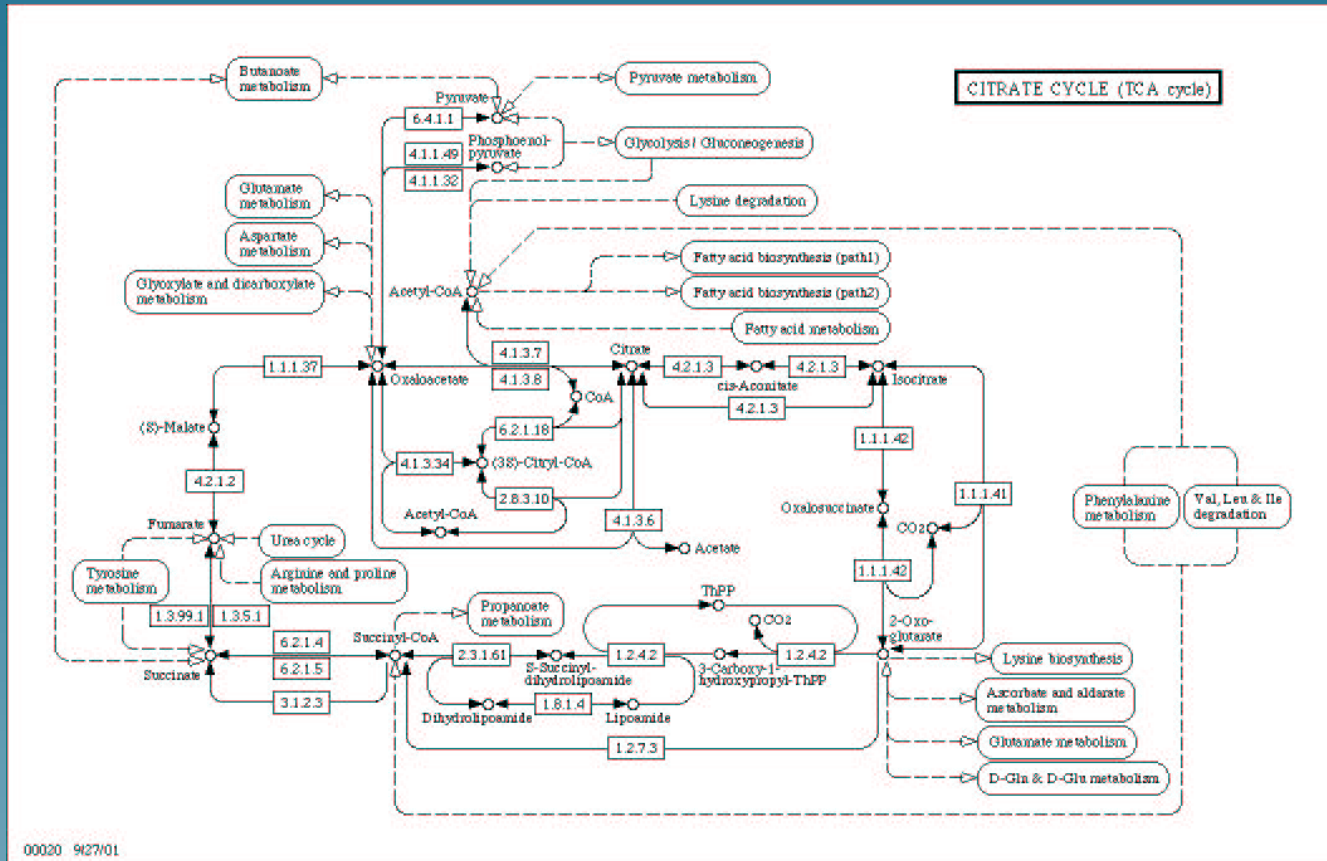 CITRATE CYCLE (TCA cycle)
Butanoate
metabolism
Pyruvate
Pyruvate metabolism
6.4.1.1
Phosphoenol-
pyruvate
4.1.1.49
4.1.1.32
Glycolysis / Gluconeogenesis
Glutamate
metabolism
Lysine degradation
Aspartate
metabolism
Fatty acid biosynthesis (path1)
Glyoxylate and dicarboxylate
metabolism
Acetyl-CoA
Fatty acid biosynthesis (path2)
Fatty acid metabolism
1.1.1.37
Oxaloacetate
4.1.3.7
4.1.3.8
Citrate
4.2.1.3
cis-Aconitate
4.2.1.3
Isocitrate
CoA
4.2.1.3
(S)-Malate
6.2.1.18
1.1.1.42
4.1.3.34
(3S)-Citryl-CoA
4.2.1.2
2.8.3.10
1.1.1.41
Phenylalanine
metabolism
Val, Leu & Ile
degradation
Acetyl-CoA
4.1.3.6
Oxalosuccinate
CO2
Fumarate
Urea cycle
Acetate
Tyrosine
metabolism
Arginine and proline
metabolism
1.1.1.42
ThPP
1.3.99.1
1.3.5.1
Propanoate
metabolism
CO2
2-Oxo-
glutarate
6.2.1.4
6.2.1.5
Succinyl-CoA
2.3.1.61
S-Succinyl-
dihydrolipoamide
1.2.4.2
3-Carboxy-1-
hydroxypropyl-ThPP
1.2.4.2
Lysine biosynthesis
Succinate
3.1.2.3
Dihydrolipoamide
1.8.1.4
Lipoamide
Ascorbate and aldarate
metabolism
1.2.7.3
Glutamate metabolism
D-Gln & D-Glu metabolism
00020 9/27/01